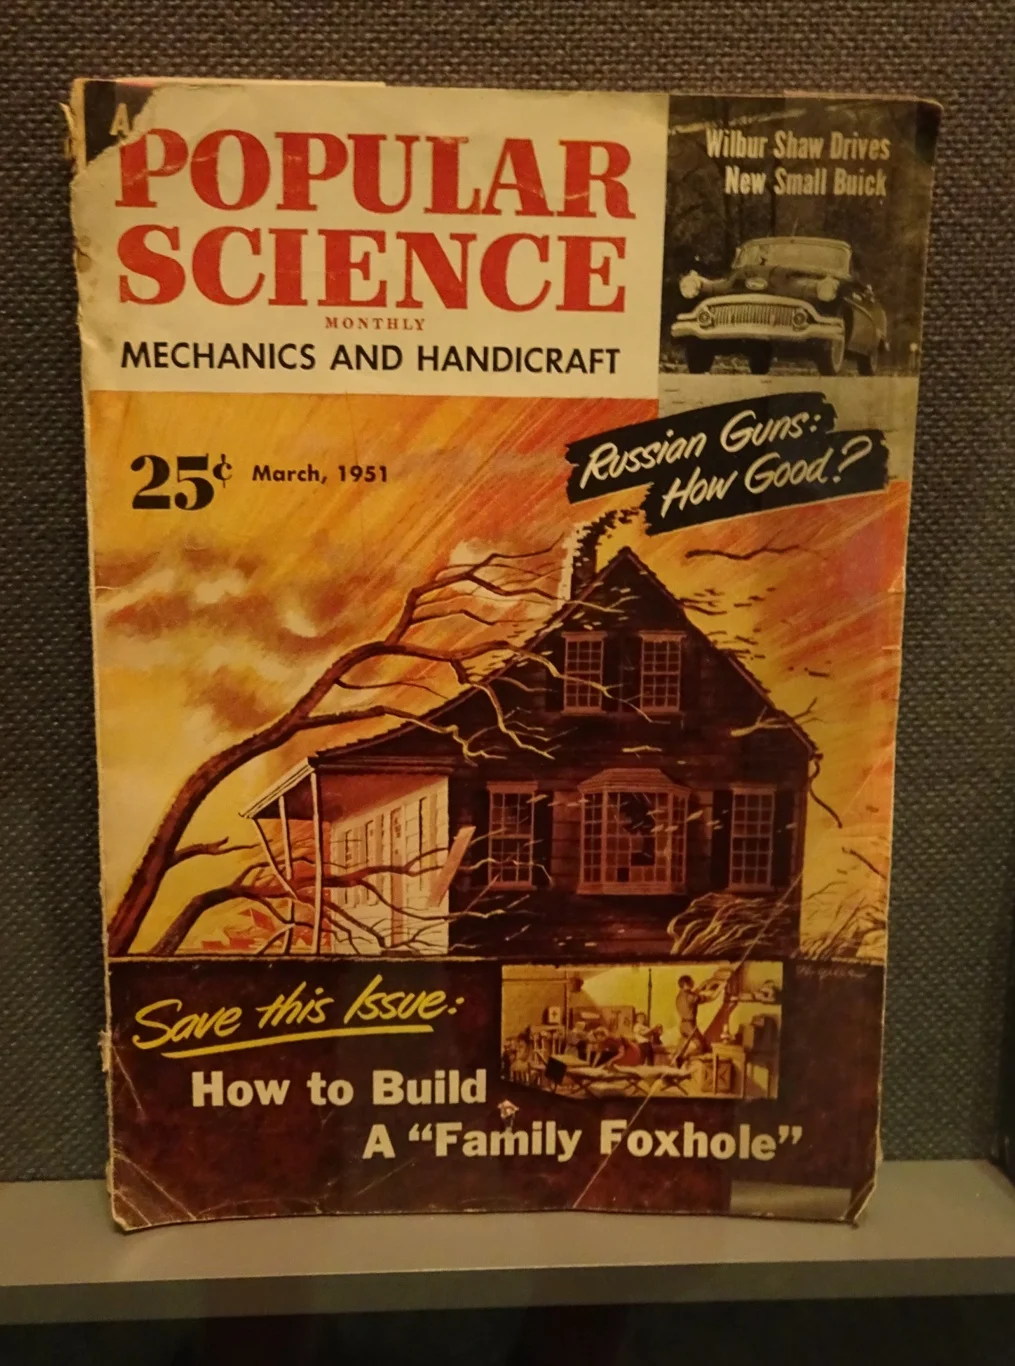 POPULAR
SCIENCE
MONTHLY
MECHANICS AND HANDICRAFT
Wilbur Shaw Drives
New Small Buick
25¢ March, 1951
Russian Guns:
How Good?
Save this Issue:
How to Build
A “Family Foxhole”